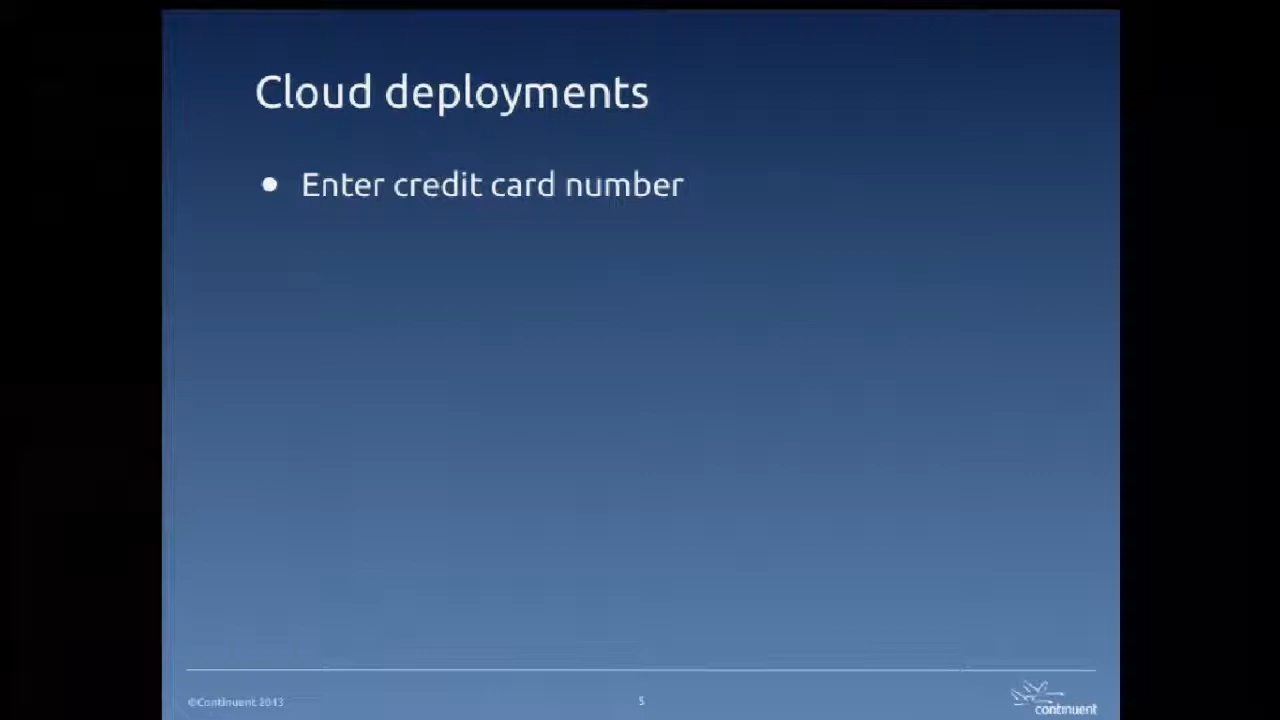 Cloud deployments
• Enter credit card number
©Continuent 2013
5
continuent